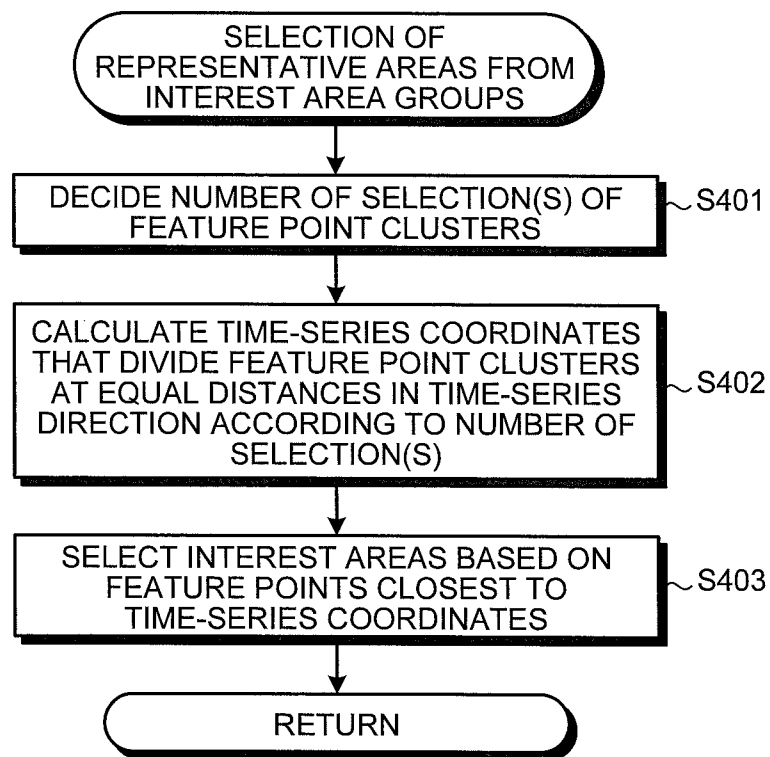 SELECTION OF
REPRESENTATIVE AREAS FROM
INTEREST AREA GROUPS
DECIDE NUMBER OF SELECTION(S) OF
FEATURE POINT CLUSTERS
S401
CALCULATE TIME-SERIES COORDINATES
THAT DIVIDE FEATURE POINT CLUSTERS
AT EQUAL DISTANCES IN TIME-SERIES
DIRECTION ACCORDING TO NUMBER OF
SELECTION(S)
S402
SELECT INTEREST AREAS BASED ON
FEATURE POINTS CLOSEST TO
TIME-SERIES COORDINATES
S403
RETURN